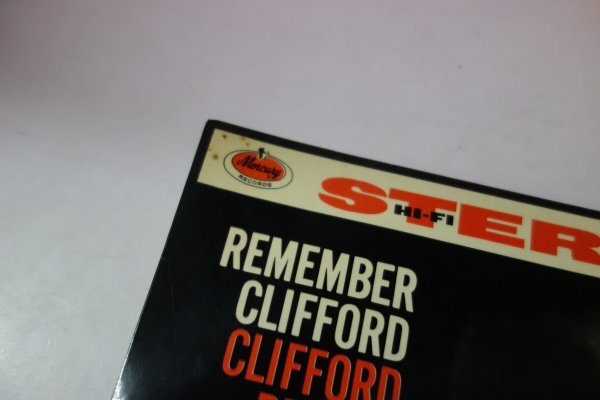 Mercury
RECORDS
STER
HI-FI
REMEMBER
CLIFFORD
CLIFFORD